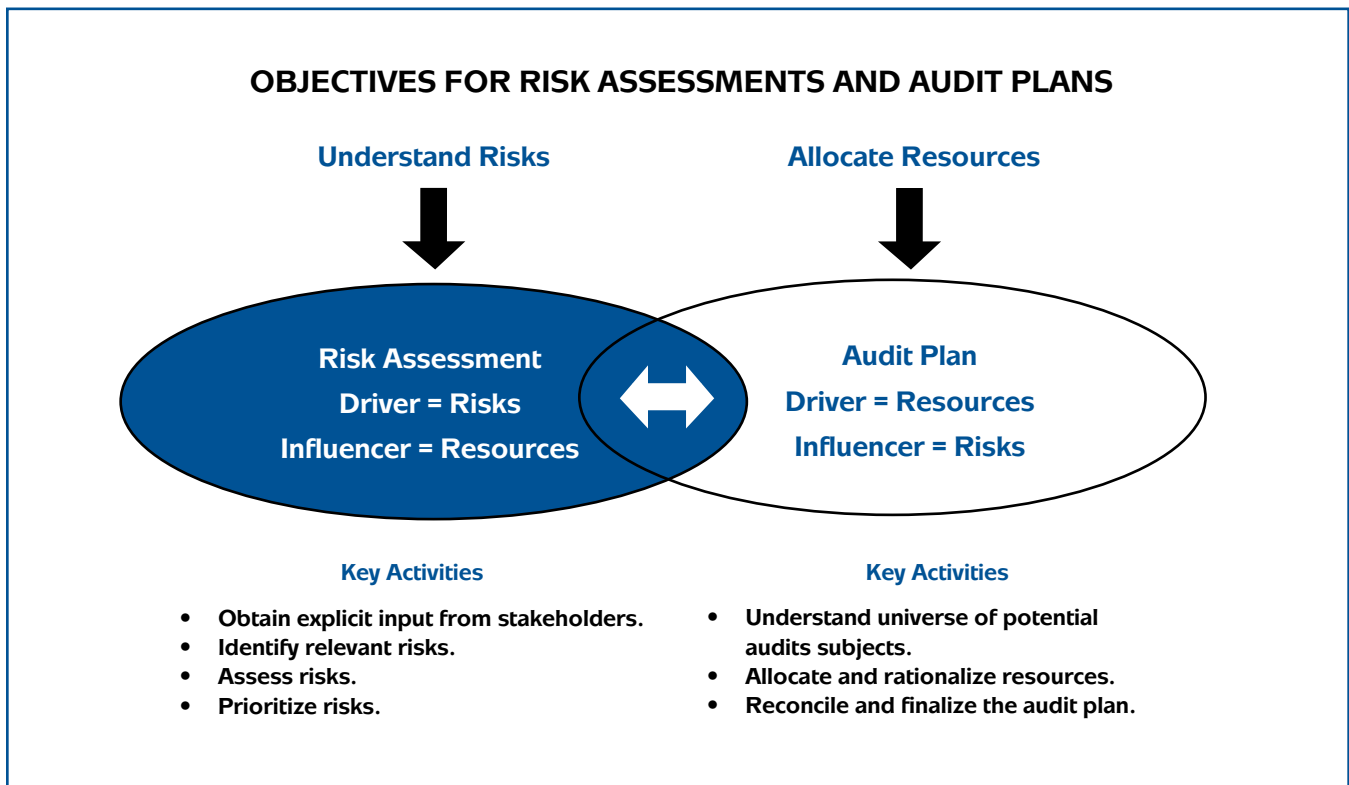 OBJECTIVES FOR RISK ASSESSMENTS AND AUDIT PLANS
Understand Risks
Allocate Resources
Risk Assessment
Driver = Risks
Influencer = Resources
Audit Plan
Driver = Resources
Influencer = Risks
Key Activities
• Obtain explicit input from stakeholders.
• Identify relevant risks.
• Assess risks.
• Prioritize risks.
Key Activities
• Understand universe of potential
audits subjects.
• Allocate and rationalize resources.
• Reconcile and finalize the audit plan.